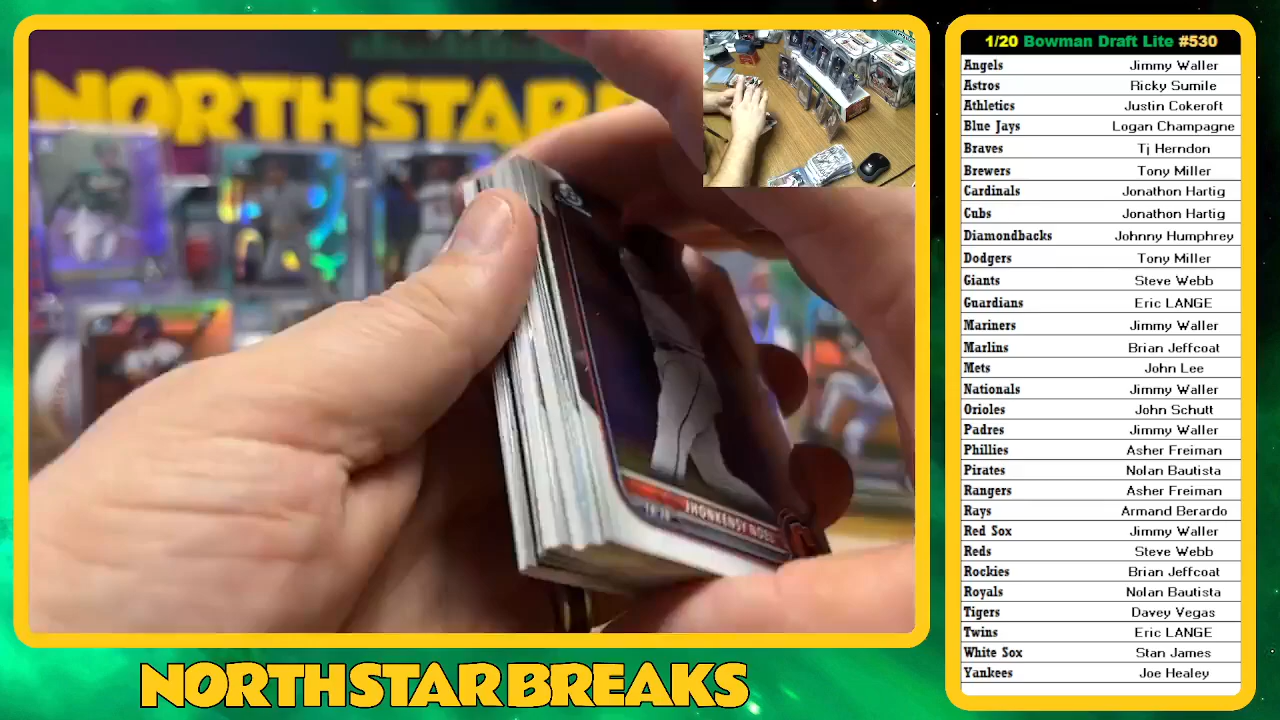 NORTHSTAR
JHONKENSY NOEL
1B-3B
1/20 Bowman Draft Lite #530
Angels Jimmy Waller
Astros Ricky Sumile
Athletics Justin Cokeroft
Blue Jays Logan Champagne
Braves Tj Herndon
Brewers Tony Miller
Cardinals Jonathon Hartig
Cubs Jonathon Hartig
Diamondbacks Johnny Humphrey
Dodgers Tony Miller
Giants Steve Webb
Guardians Eric LANGE
Mariners Jimmy Waller
Marlins Brian Jeffcoat
Mets John Lee
Nationals Jimmy Waller
Orioles John Schutt
Padres Jimmy Waller
Phillies Asher Freiman
Pirates Nolan Bautista
Rangers Asher Freiman
Rays Armand Berardo
Red Sox Jimmy Waller
Reds Steve Webb
Rockies Brian Jeffcoat
Royals Nolan Bautista
Tigers Davey Vegas
Twins Eric LANGE
White Sox Stan James
Yankees Joe Healey
NORTHSTAR BREAKS